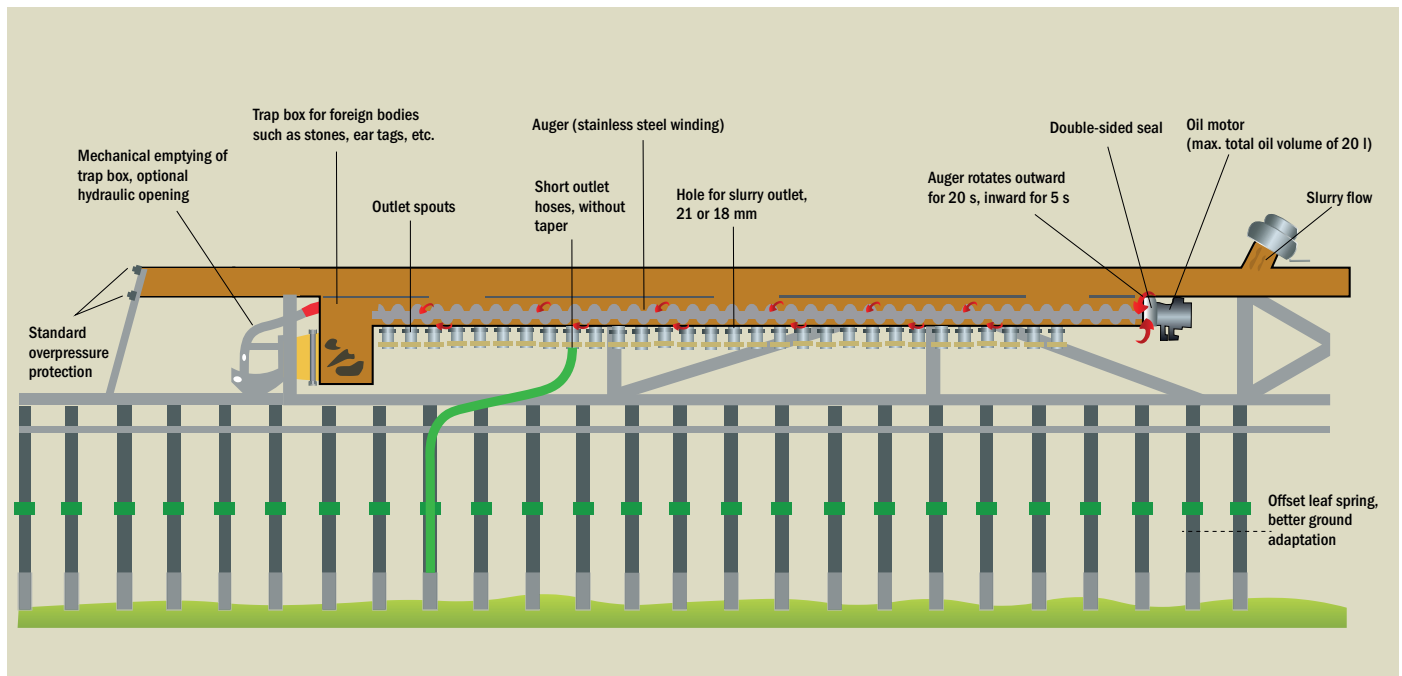 Trap box for foreign bodies
such as stones, ear tags, etc.
Auger (stainless steel winding)
Double-sided seal
Oil motor
(max. total oil volume of 20 l)
Mechanical emptying of
trap box, optional
hydraulic opening
Outlet spouts
Short outlet
hoses, without
taper
Hole for slurry outlet,
21 or 18 mm
Auger rotates outward
for 20 s, inward for 5 s
Slurry flow
Standard
overpressure
protection
Offset leaf spring,
better ground
adaptation